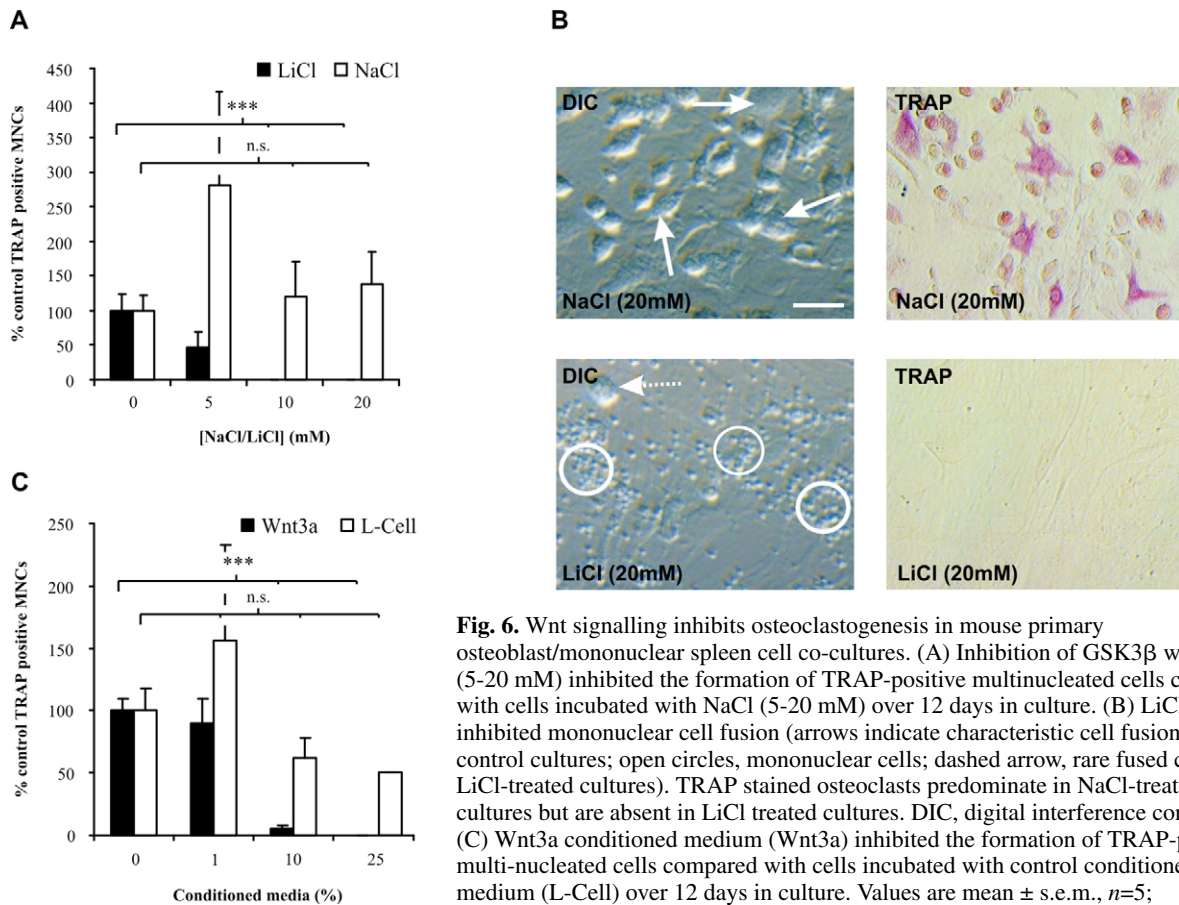 A
LiCl NaCl
450
400
350
300
250
200
150
100
50
0
***
n.s.
% control TRAP positive MNCs
0 5 10 20
[NaCl/LiCl] (mM)
B
DIC
NaCl (20mM)
TRAP
NaCl (20mM)
DIC
LiCl (20mM)
TRAP
LiCl (20mM)
C
Wnt3a L-Cell
250
200
150
100
50
0
***
n.s.
% control TRAP positive MNCs
0 1 10 25
Conditioned media (%)
Fig. 6. Wnt signalling inhibits osteoclastogenesis in mouse primary
osteoblast/mononuclear spleen cell co-cultures. (A) Inhibition of GSK3β w
(5-20 mM) inhibited the formation of TRAP-positive multinucleated cells c
with cells incubated with NaCl (5-20 mM) over 12 days in culture. (B) LiCl
inhibited mononuclear cell fusion (arrows indicate characteristic cell fusion
control cultures; open circles, mononuclear cells; dashed arrow, rare fused c
LiCl-treated cultures). TRAP stained osteoclasts predominate in NaCl-treat
cultures but are absent in LiCl treated cultures. DIC, digital interference con
(C) Wnt3a conditioned medium (Wnt3a) inhibited the formation of TRAP-p
multi-nucleated cells compared with cells incubated with control conditione
medium (L-Cell) over 12 days in culture. Values are mean ± s.e.m., n=5;